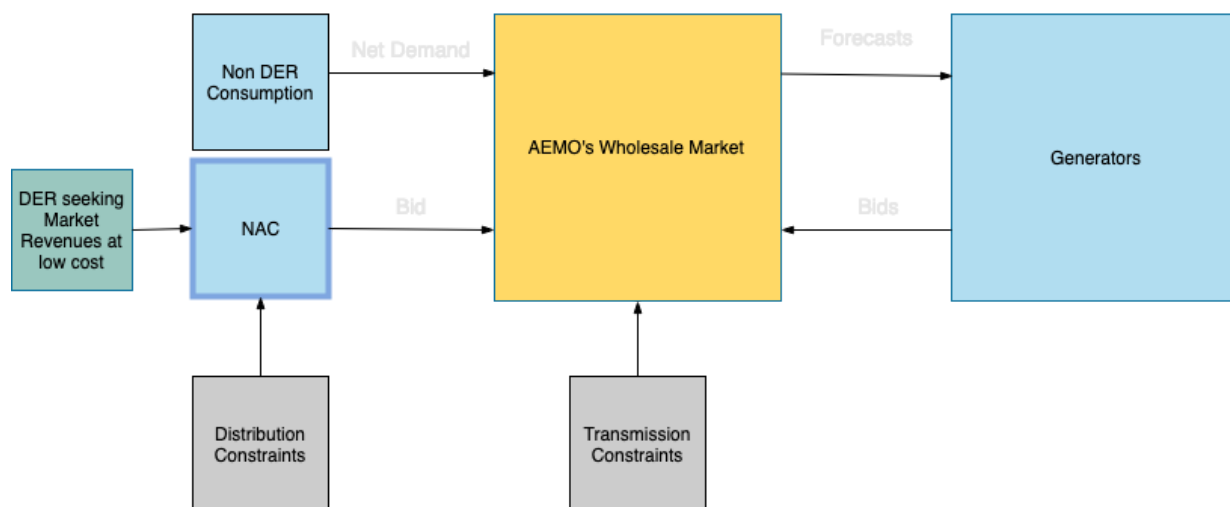 Non DER
Consumption
Net Demand
AEMO's Wholesale Market
Forecasts
Generators
DER seeking
Market
Revenues at
low cost
NAC
Bid
Bids
Distribution
Constraints
Transmission
Constraints